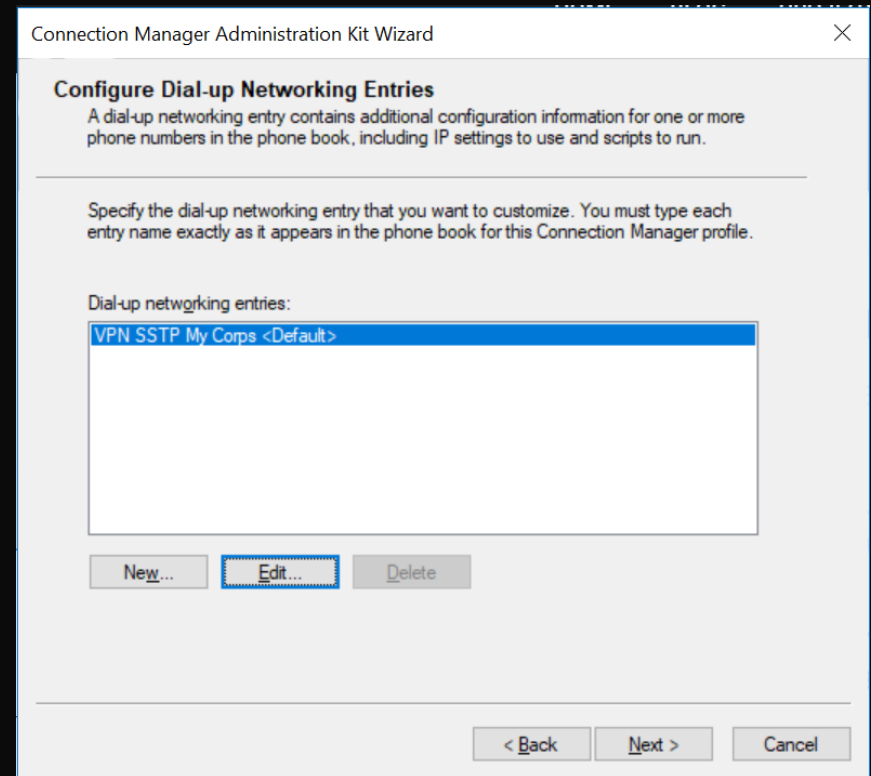 Connection Manager Administration Kit Wizard
Configure Dial-up Networking Entries
A dial-up networking entry contains additional configuration information for one or more
phone numbers in the phone book, including IP settings to use and scripts to run.
Specify the dial-up networking entry that you want to customize. You must type each
entry name exactly as it appears in the phone book for this Connection Manager profile.
Dial-up networking entries:
VPN SSTP My Corps <Default>
New...
Edit...
Delete
< Back
Next >
Cancel